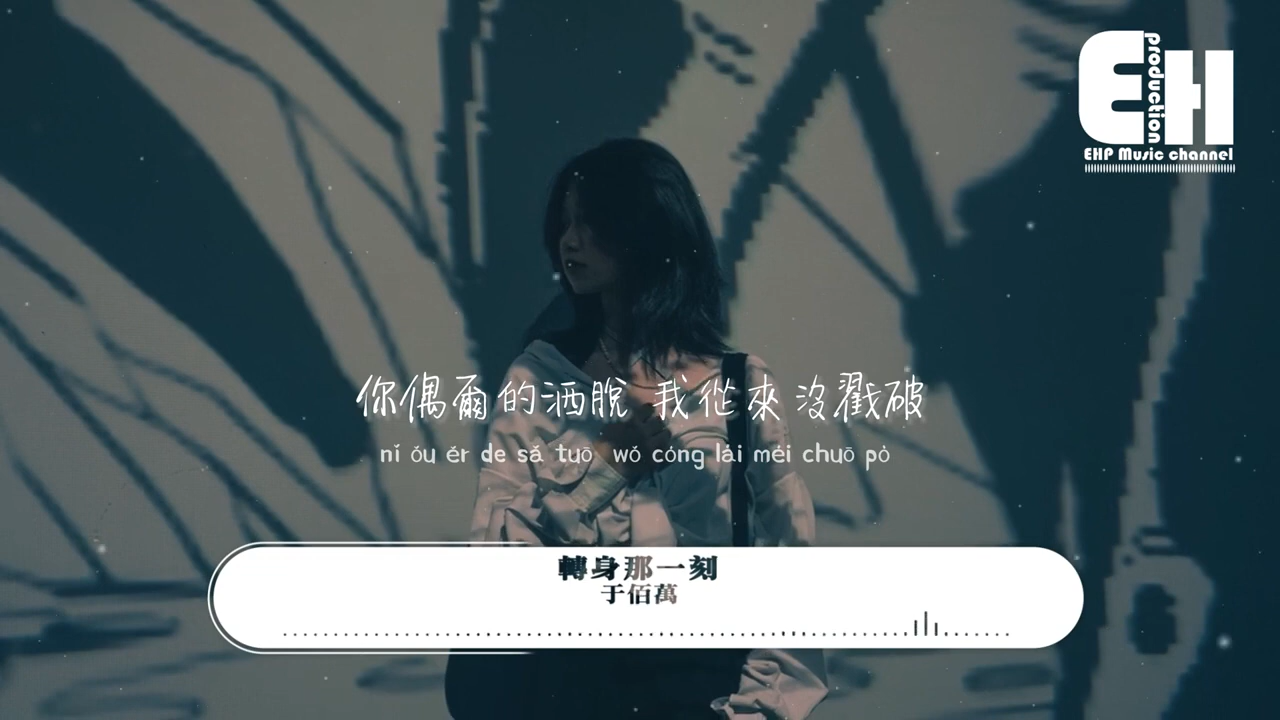 EH
production
EHP Music channel
你偶爾的洒脫 我從來沒戳破
nǐ ǒu ěr de sǎ tuō wǒ cóng lái méi chuō pò
轉身那一刻
于佰萬